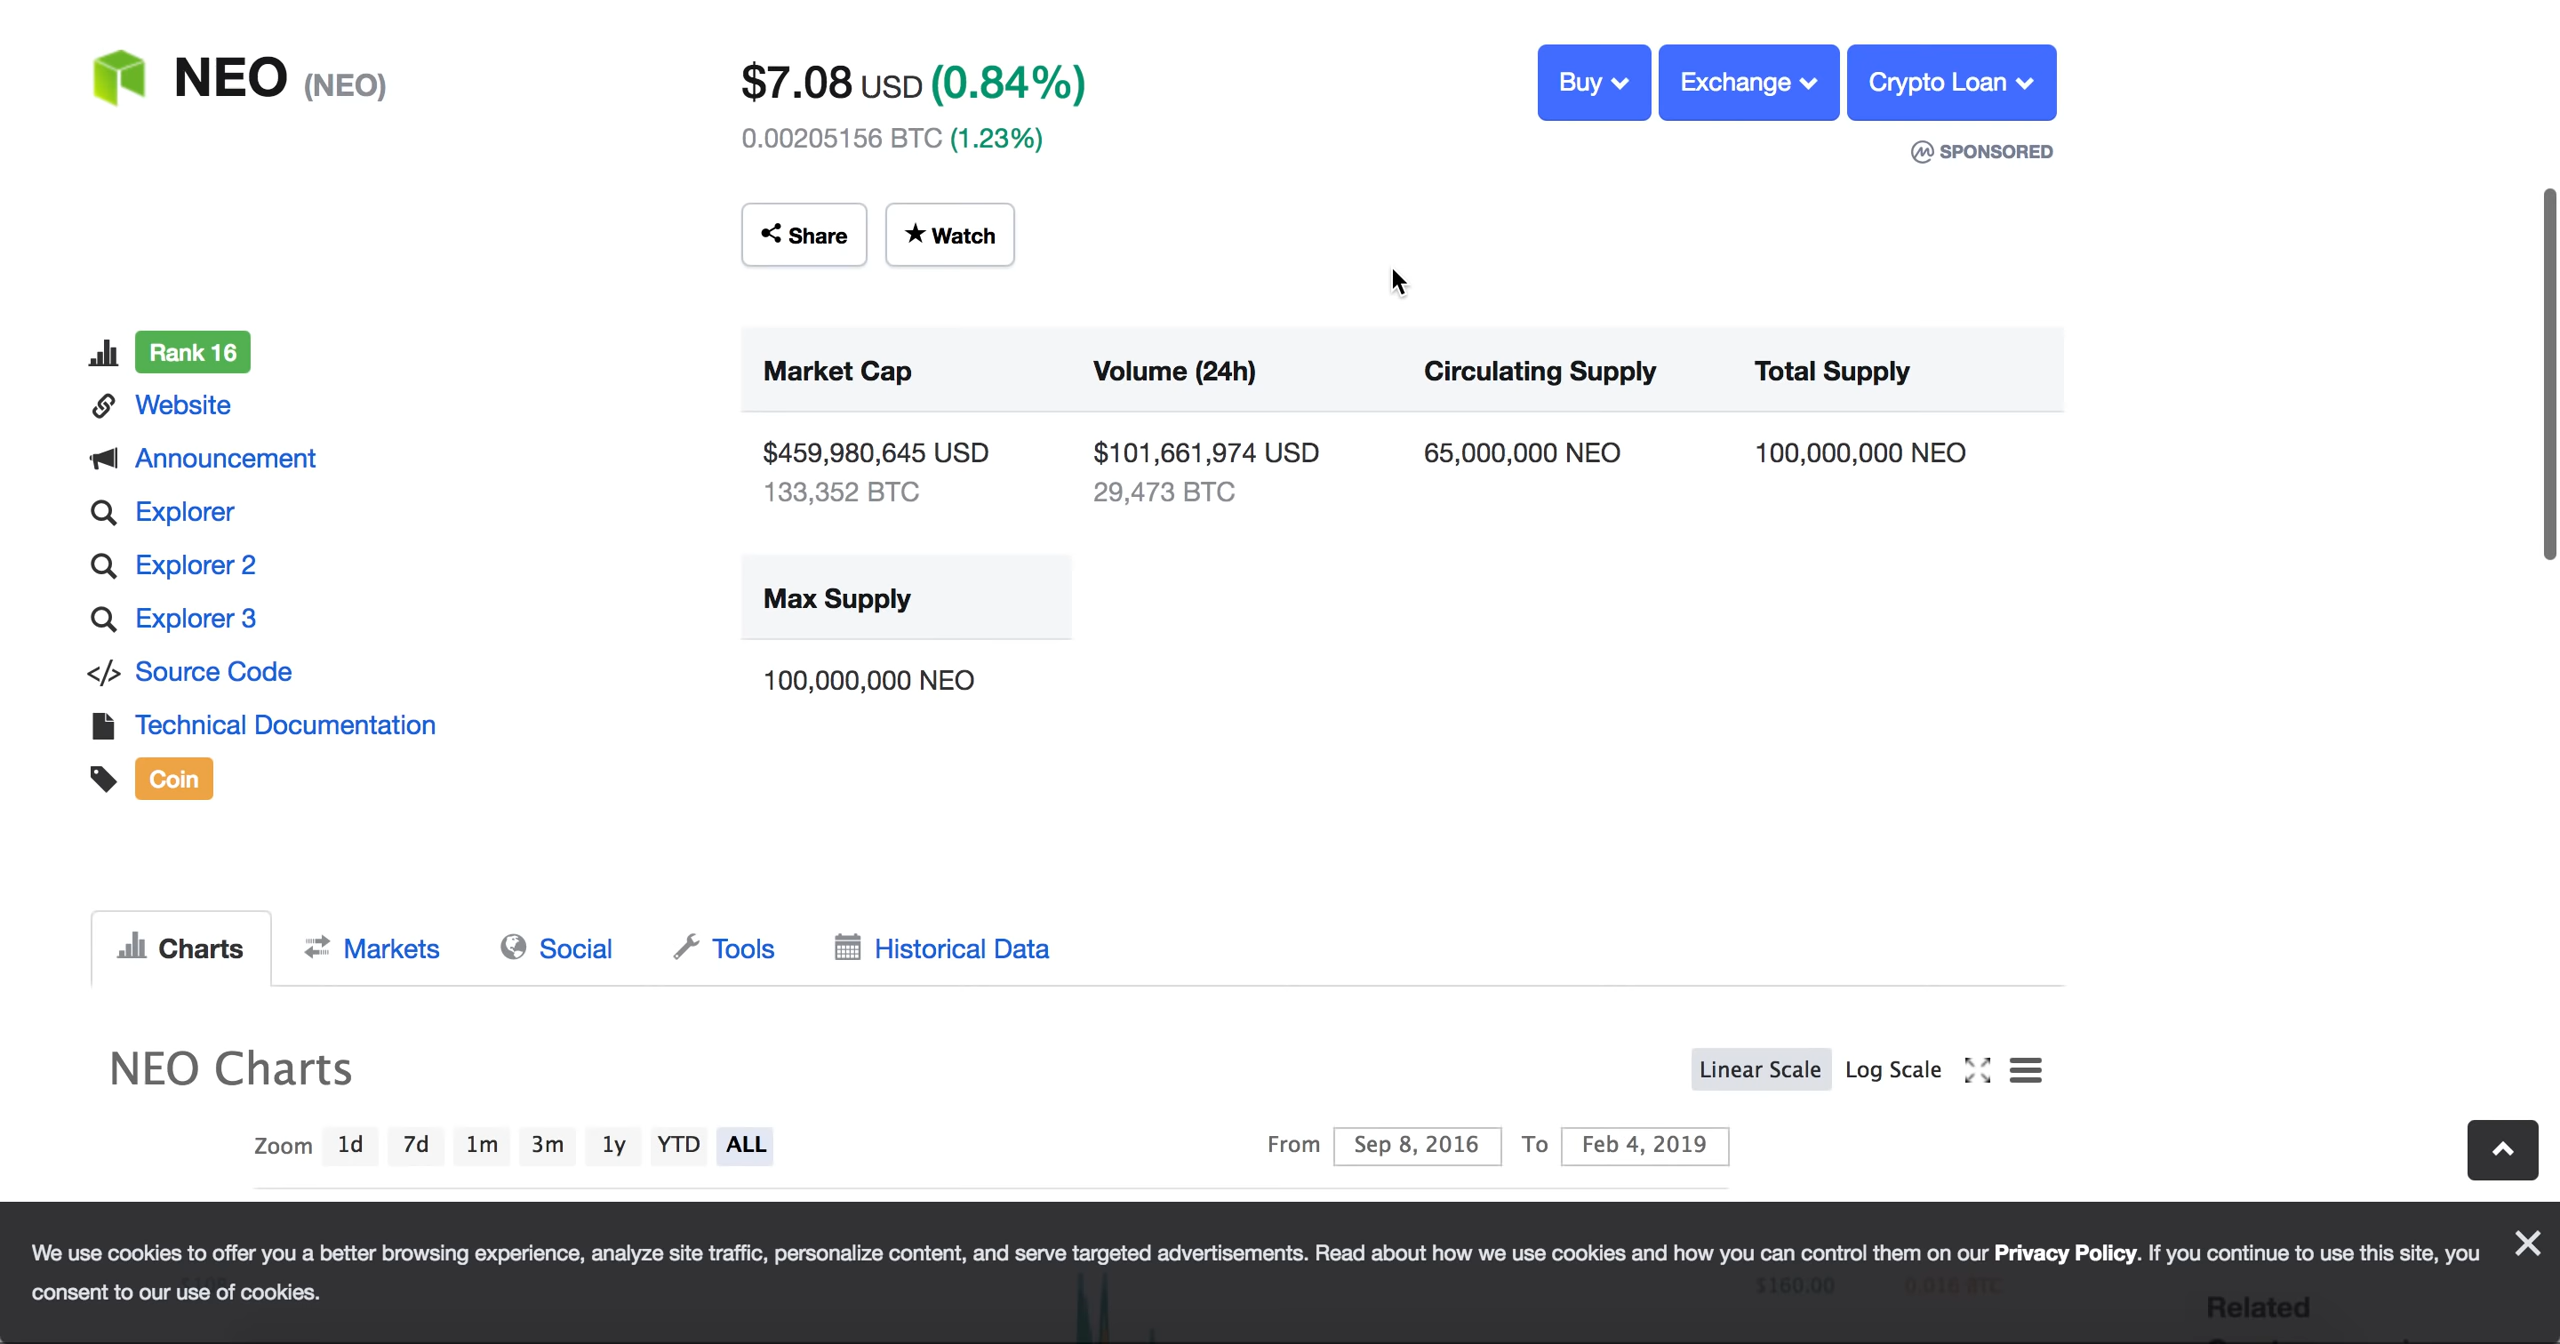 NEO (NEO)
$7.08 USD (0.84%)
0.00205156 BTC (1.23%)
Buy
Exchange
Crypto Loan
SPONSORED
Share
Watch
Rank 16
Website
Announcement
Explorer
Explorer 2
Explorer 3
Source Code
Technical Documentation
Coin
Market Cap Volume (24h) Circulating Supply Total Supply
$459,980,645 USD $101,661,974 USD 65,000,000 NEO 100,000,000 NEO
133,352 BTC 29,473 BTC
Max Supply
100,000,000 NEO
Charts Markets Social Tools Historical Data
NEO Charts
Linear Scale Log Scale
Zoom 1d 7d 1m 3m 1y YTD ALL
From Sep 8, 2016 To Feb 4, 2019
We use cookies to offer you a better browsing experience, analyze site traffic, personalize content, and serve targeted advertisements. Read about how we use cookies and how you can control them on our Privacy Policy. If you continue to use this site, you
consent to our use of cookies.
$160.00
Related